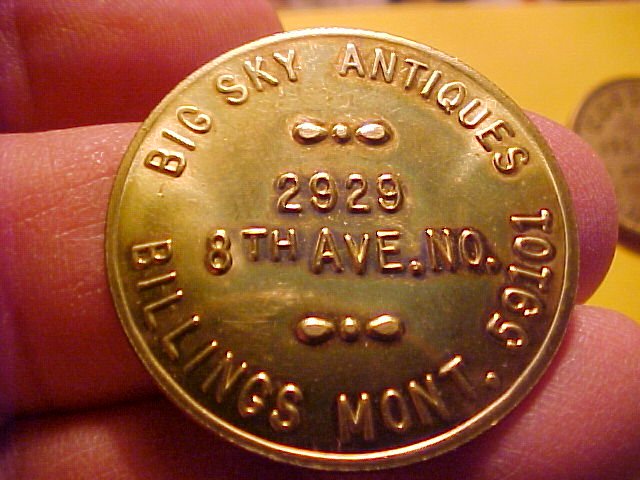 BIG SKY ANTIQUES
2929
8TH AVE. NO.
BILLINGS MONT. 59101